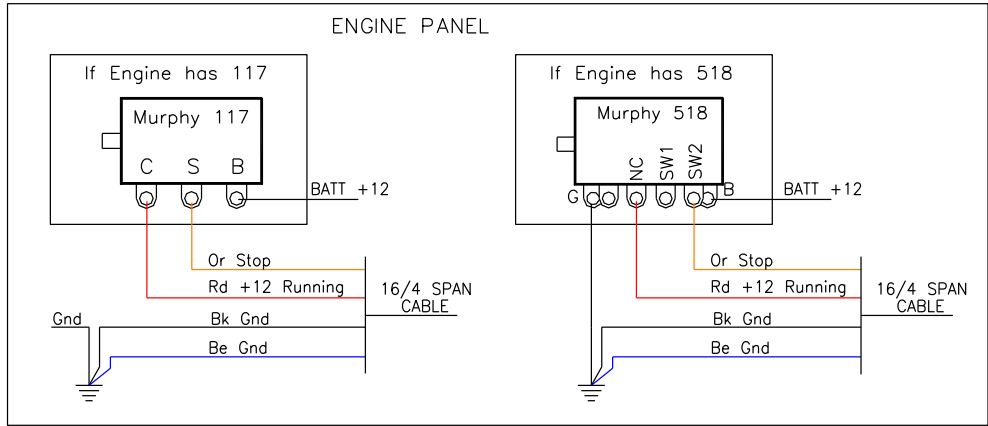 ENGINE PANEL
If Engine has 117
Murphy 117
C S B
BATT +12
Or Stop
Rd +12 Running
16/4 SPAN
CABLE
Gnd
Bk Gnd
Be Gnd
If Engine has 518
Murphy 518
NC
SW1
SW2
G
B
BATT +12
Or Stop
Rd +12 Running
16/4 SPAN
CABLE
Bk Gnd
Be Gnd